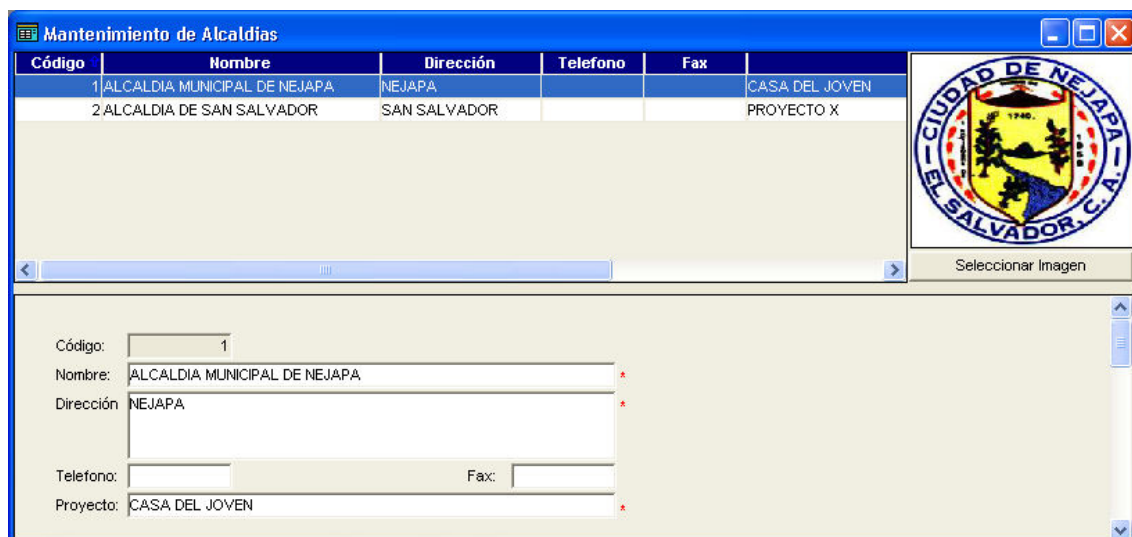 Mantenimiento de Alcaldias
Código Nombre Dirección Telefono Fax
1 ALCALDIA MUNICIPAL DE NEJAPA NEJAPA CASA DEL JOVEN
2 ALCALDIA DE SAN SALVADOR SAN SALVADOR PROYECTO X
CIUDAD DE NEJAPA
1740.
EL SALVADOR, C. A.
Seleccionar Imagen
Código: 1
Nombre: ALCALDIA MUNICIPAL DE NEJAPA *
Dirección NEJAPA *
Telefono: Fax:
Proyecto: CASA DEL JOVEN *